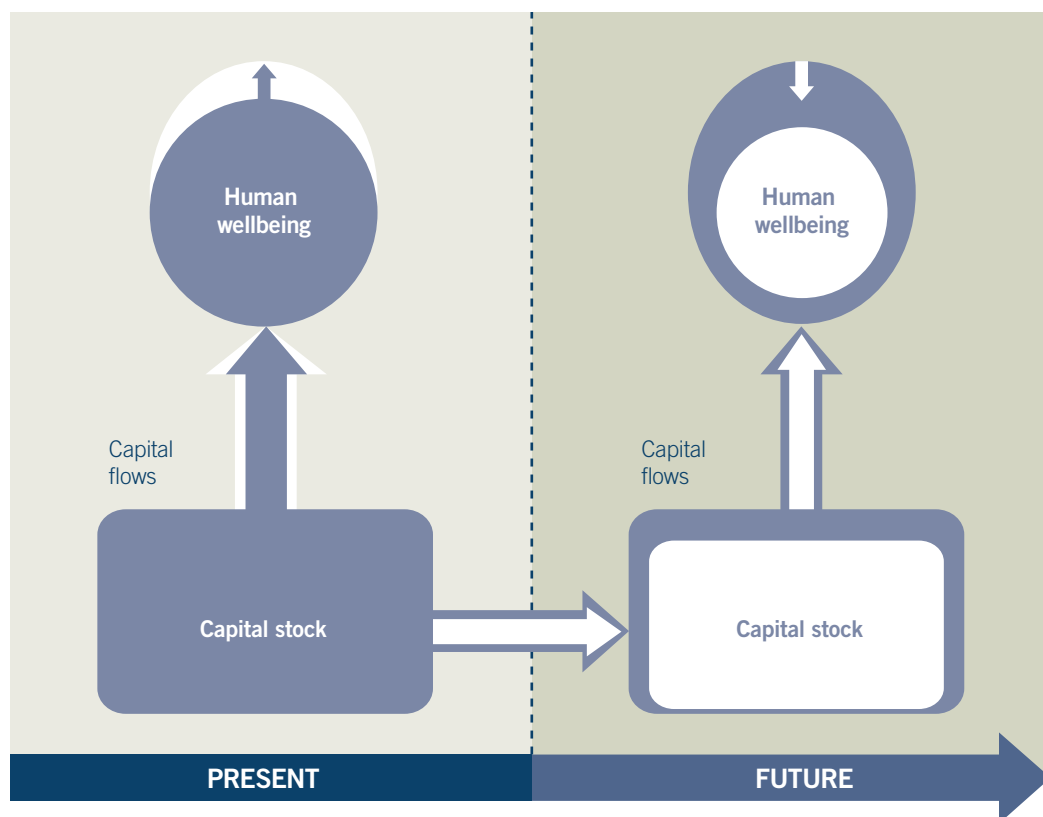 Human
wellbeing
Capital
flows
Capital stock
Human
wellbeing
Capital
flows
Capital stock
PRESENT
FUTURE